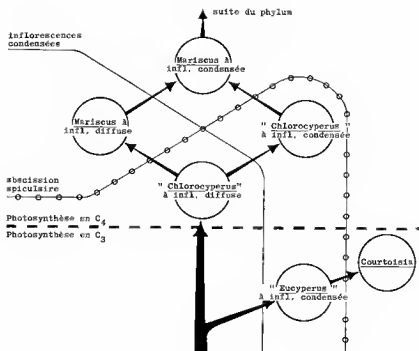 suite du phylum
inflorescences
condensées
Mariscus à
infl. condensée
Mariscus à
infl. diffuse
" Chlorocyperus "
à infl. condensée
abscission
spiculaire
" Chlorocyperus"
à infl. diffuse
Photosynthèse en C4
Photosynthèse en C3
" Eucyperus "
à infl. condensée
Courtoisia